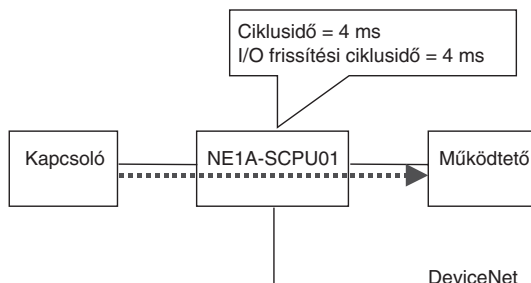 Ciklusidő = 4 ms
I/O frissítési ciklusidő = 4 ms
Kapcsoló
NE1A-SCPU01
Működtető
DeviceNet